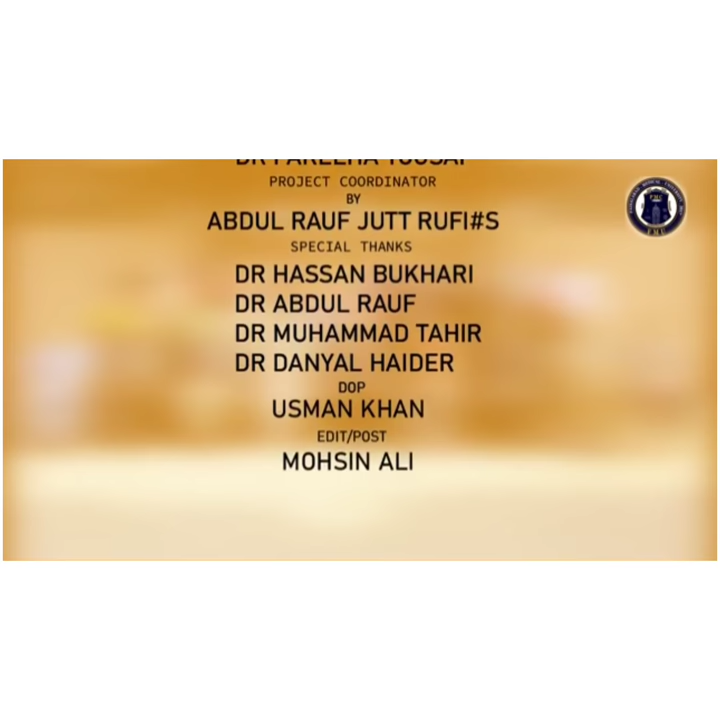 PROJECT COORDINATOR
BY
ABDUL RAUF JUTT RUFI#S
SPECIAL THANKS
DR HASSAN BUKHARI
DR ABDUL RAUF
DR MUHAMMAD TAHIR
DR DANYAL HAIDER
DOP
USMAN KHAN
EDIT/POST
MOHSIN ALI